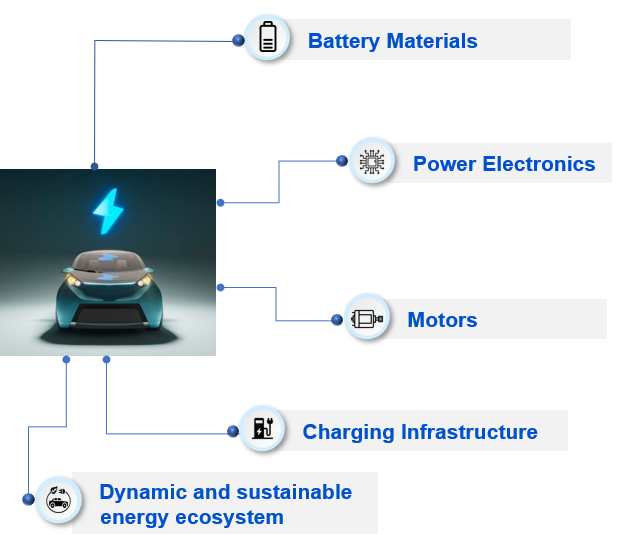 Battery Materials
Power Electronics
Motors
Charging Infrastructure
Dynamic and sustainable
energy ecosystem